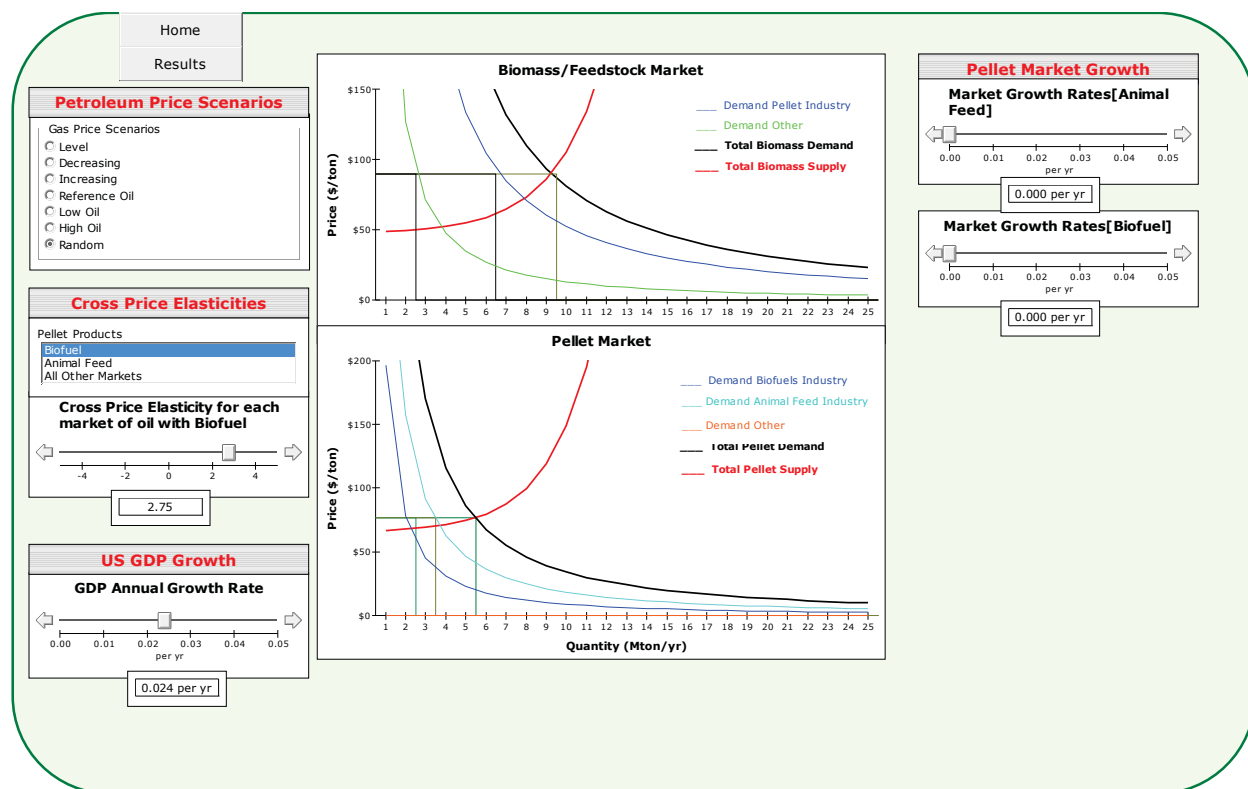 Home
Results
Petroleum Price Scenarios
Gas Price Scenarios
Level
Decreasing
Increasing
Reference Oil
Low Oil
High Oil
Random
Cross Price Elasticities
Pellet Products
Biofuel
Animal Feed
All Other Markets
Cross Price Elasticity for each
market of oil with Biofuel
-4 -2 0 2 4
2.75
US GDP Growth
GDP Annual Growth Rate
0.00 0.01 0.02 0.03 0.04 0.05
per yr
0.024 per yr
Biomass/Feedstock Market
$150
$100
$50
$0
Price ($/ton)
Demand Pellet Industry
Demand Other
Total Biomass Demand
Total Biomass Supply
1 2 3 4 5 6 7 8 9 10 11 12 13 14 15 16 17 18 19 20 21 22 23 24 25
Pellet Market
$200
$150
$100
$50
$0
Price ($/ton)
Demand Biofuels Industry
Demand Animal Feed Industry
Demand Other
Total Pellet Demand
Total Pellet Supply
1 2 3 4 5 6 7 8 9 10 11 12 13 14 15 16 17 18 19 20 21 22 23 24 25
Quantity (Mton/yr)
Pellet Market Growth
Market Growth Rates[Animal
Feed]
0.00 0.01 0.02 0.03 0.04 0.05
per yr
0.000 per yr
Market Growth Rates[Biofuel]
0.00 0.01 0.02 0.03 0.04 0.05
per yr
0.000 per yr